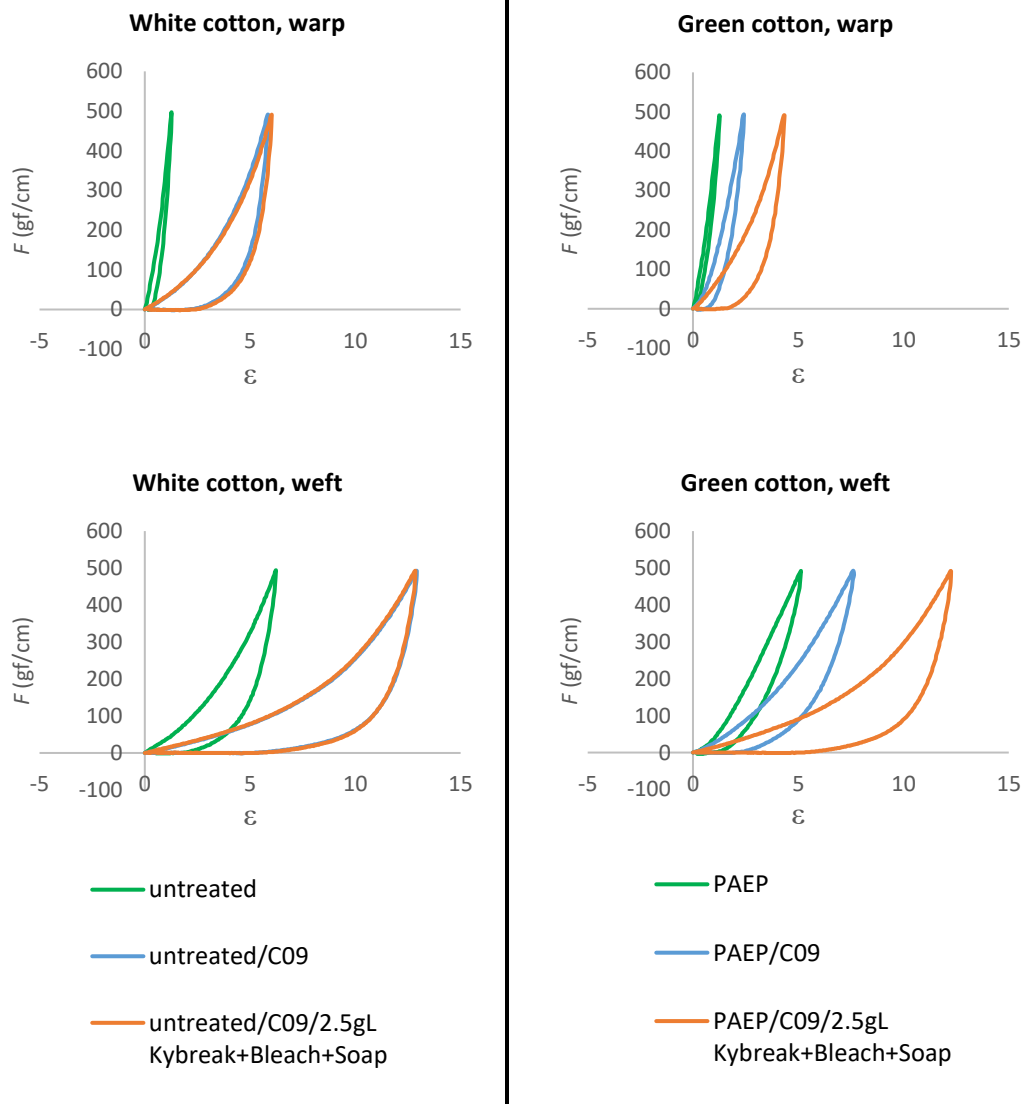 White cotton, warp
600
500
400
300
200
100
0
-100
-5
0
5
10
15
F (gf/cm)
ε
Green cotton, warp
600
500
400
300
200
100
0
-100
-5
0
5
10
15
F (gf/cm)
ε
White cotton, weft
600
500
400
300
200
100
0
-100
-5
0
5
10
15
F (gf/cm)
ε
Green cotton, weft
600
500
400
300
200
100
0
-100
-5
0
5
10
15
F (gf/cm)
ε
untreated
untreated/C09
untreated/C09/2.5gL
Kybreak+Bleach+Soap
PAEP
PAEP/C09
PAEP/C09/2.5gL
Kybreak+Bleach+Soap